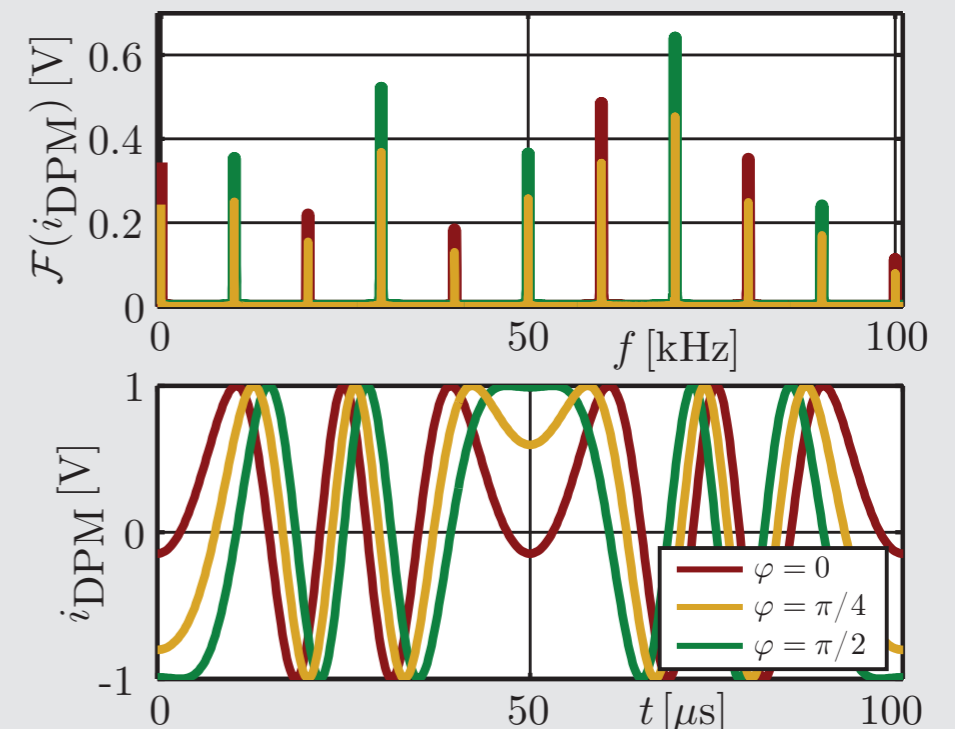 ℱ(i_DPM) [V]
0.6
0.4
0.2
0
0 50 f [kHz] 100
i_DPM [V]
1
0
-1
φ = 0
φ = π/4
φ = π/2
0 50 t [μs] 100